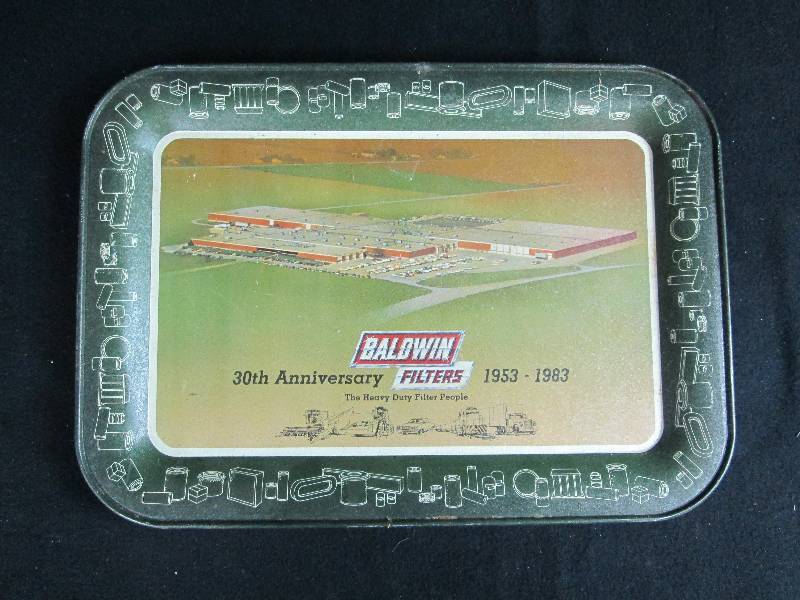 BALDWIN
30th Anniversary FILTERS 1953 - 1983
The Heavy Duty Filter People